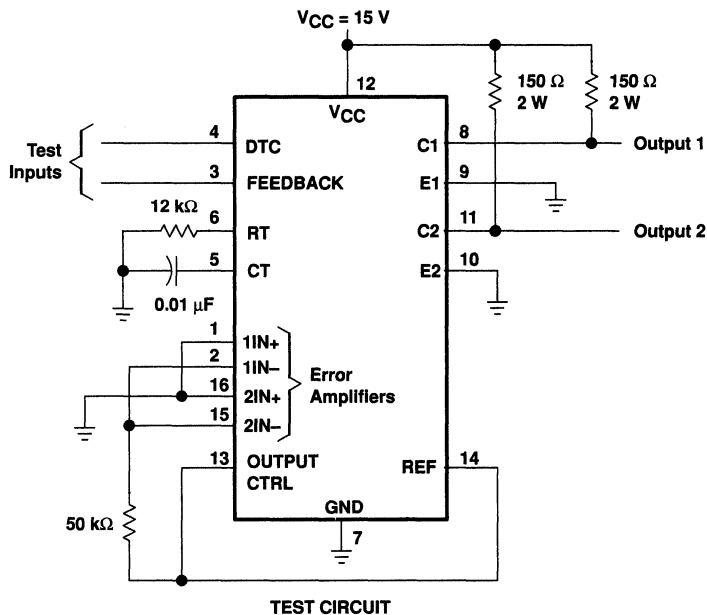 VCC = 15 V
12
VCC
150 Ω
2 W
150 Ω
2 W
Test
Inputs
4
DTC
C1
8
Output 1
3
FEEDBACK
E1
9
12 kΩ
6
RT
C2
11
Output 2
5
CT
E2
10
0.01 μF
1
1IN+
2
1IN–
16
2IN+
15
2IN–
Error
Amplifiers
13
OUTPUT
CTRL
REF
14
50 kΩ
GND
7
TEST CIRCUIT